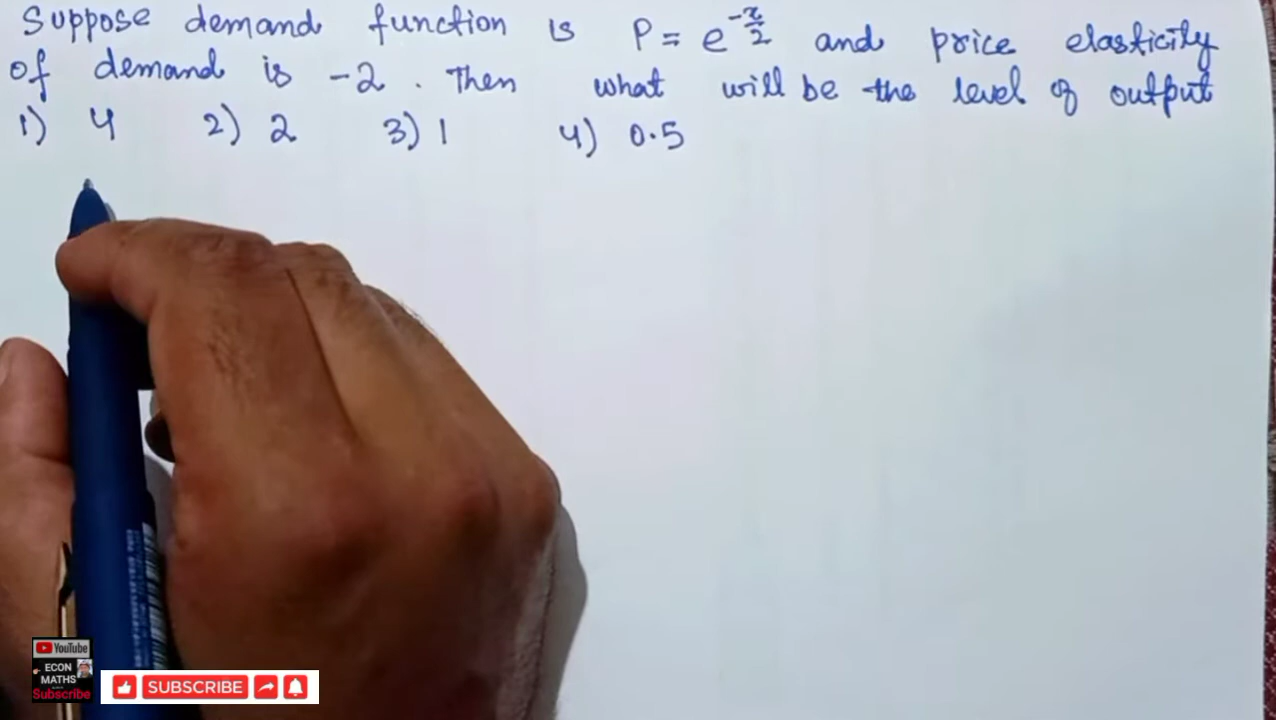 Suppose demand function is P = e^{-x/2} and price elasticity
of demand is -2. Then what will be the level of output
1) 4 2) 2 3) 1 4) 0.5
YouTube
ECON
MATHS
Subscribe
SUBSCRIBE